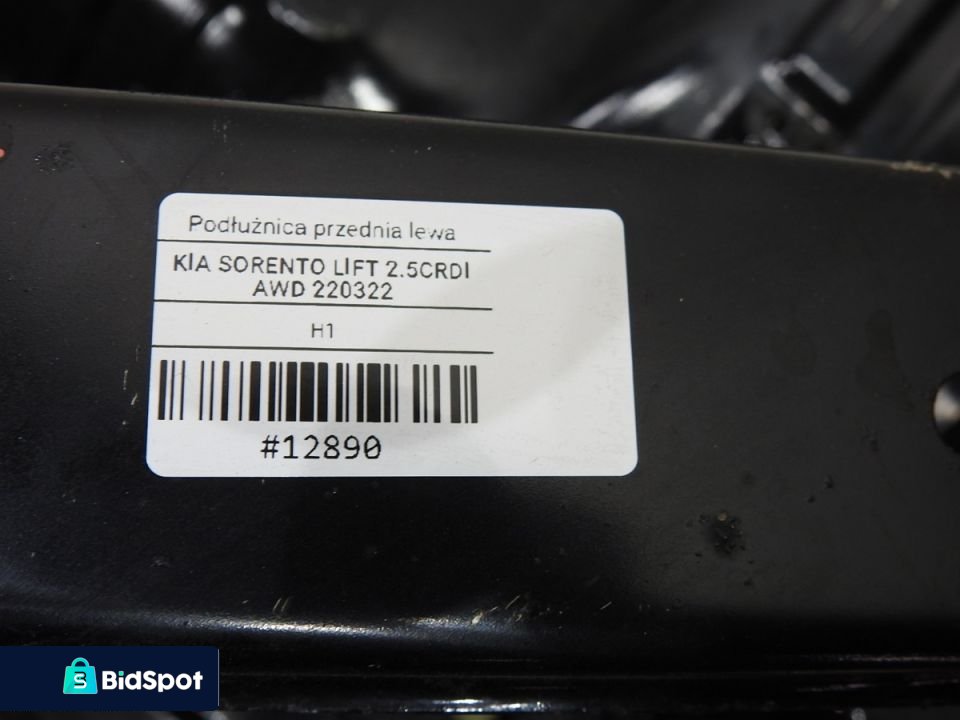 Podłużnica przednia lewa
KIA SORENTO LIFT 2.5CRDI
AWD 220322
H1
#12890
BidSpot